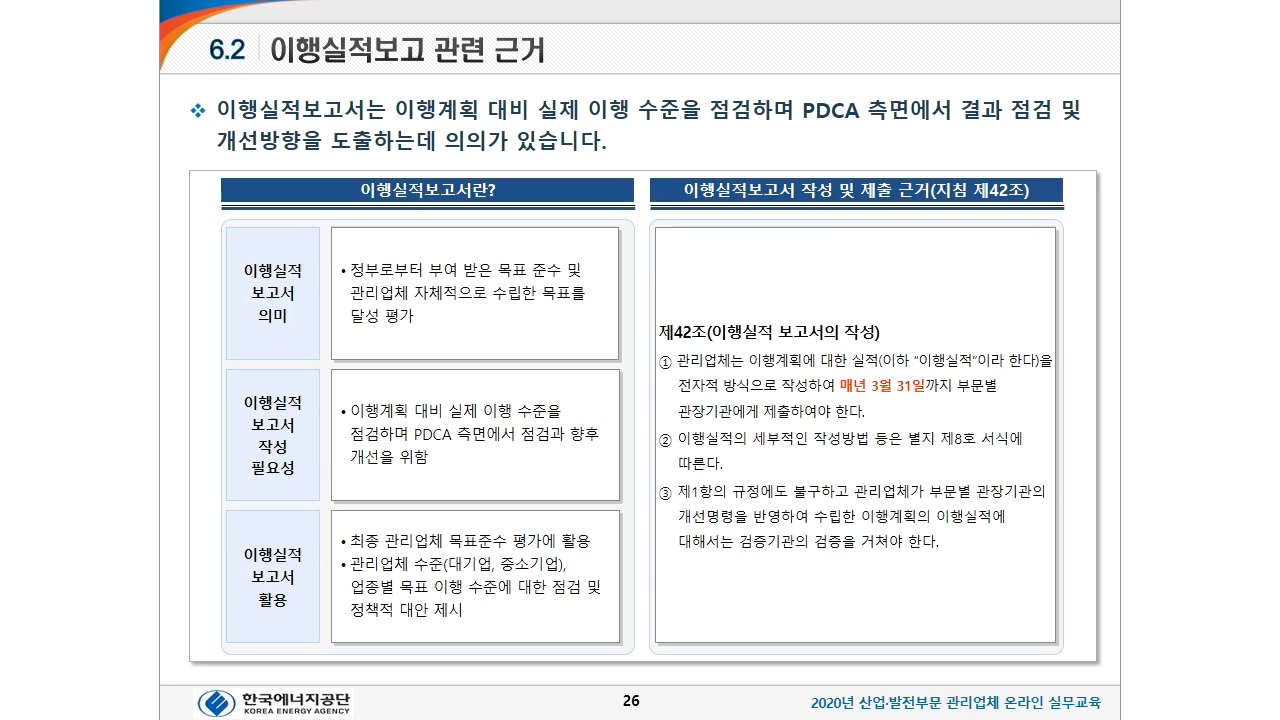 6.2 이행실적보고 관련 근거
이행실적보고서는 이행계획 대비 실제 이행 수준을 점검하며 PDCA 측면에서 결과 점검 및
개선방향을 도출하는데 의의가 있습니다.
이행실적보고서란?
이행실적
보고서
의미
• 정부로부터 부여 받은 목표 준수 및
관리업체 자체적으로 수립한 목표를
달성 평가
이행실적
보고서
작성
필요성
• 이행계획 대비 실제 이행 수준을
점검하며 PDCA 측면에서 점검과 향후
개선을 위함
이행실적
보고서
활용
• 최종 관리업체 목표준수 평가에 활용
• 관리업체 수준(대기업, 중소기업),
업종별 목표 이행 수준에 대한 점검 및
정책적 대안 제시
이행실적보고서 작성 및 제출 근거(지침 제42조)
제42조(이행실적 보고서의 작성)
① 관리업체는 이행계획에 대한 실적(이하 “이행실적”이라 한다)을
전자적 방식으로 작성하여 매년 3월 31일까지 부문별
관장기관에게 제출하여야 한다.
② 이행실적의 세부적인 작성방법 등은 별지 제8호 서식에
따른다.
③ 제1항의 규정에도 불구하고 관리업체가 부문별 관장기관의
개선명령을 반영하여 수립한 이행계획의 이행실적에
대해서는 검증기관의 검증을 거쳐야 한다.
한국에너지공단
KOREA ENERGY AGENCY
26
2020년 산업·발전부문 관리업체 온라인 실무교육